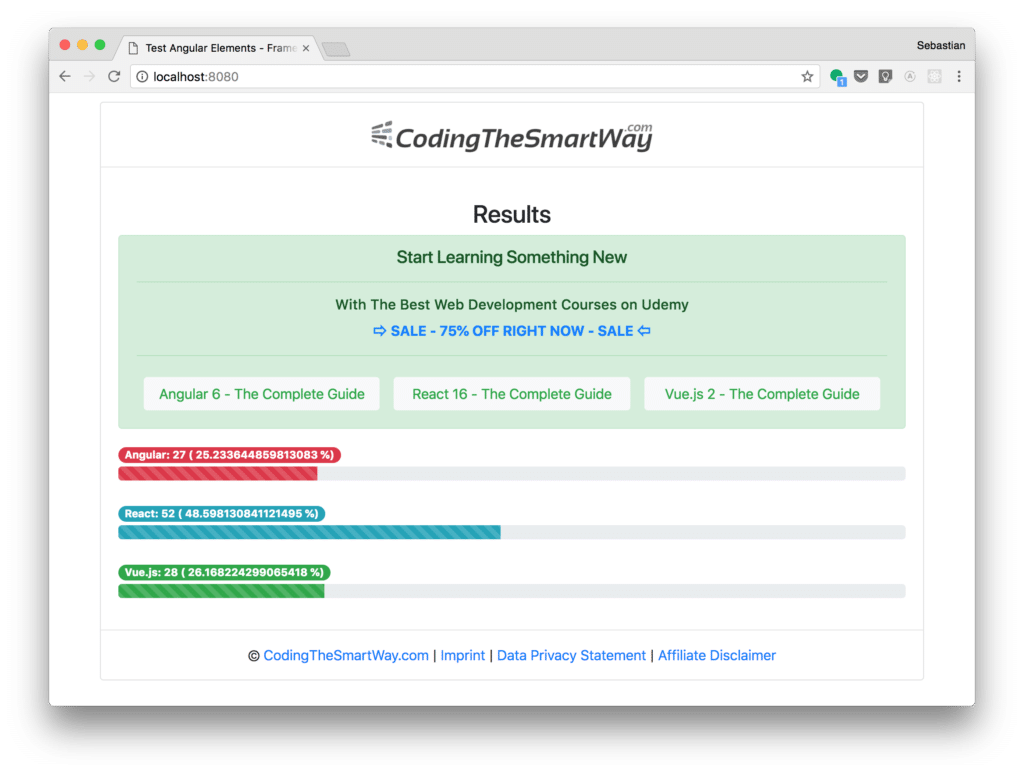 Test Angular Elements - Frame
Sebastian
localhost:8080
1
A
CodingTheSmartWay.com
Results
Start Learning Something New
With The Best Web Development Courses on Udemy
⇨ SALE - 75% OFF RIGHT NOW - SALE ⇦
Angular 6 - The Complete Guide
React 16 - The Complete Guide
Vue.js 2 - The Complete Guide
Angular: 27 ( 25.233644859813083 %)
React: 52 ( 48.598130841121495 %)
Vue.js: 28 ( 26.168224299065418 %)
© CodingTheSmartWay.com | Imprint | Data Privacy Statement | Affiliate Disclaimer